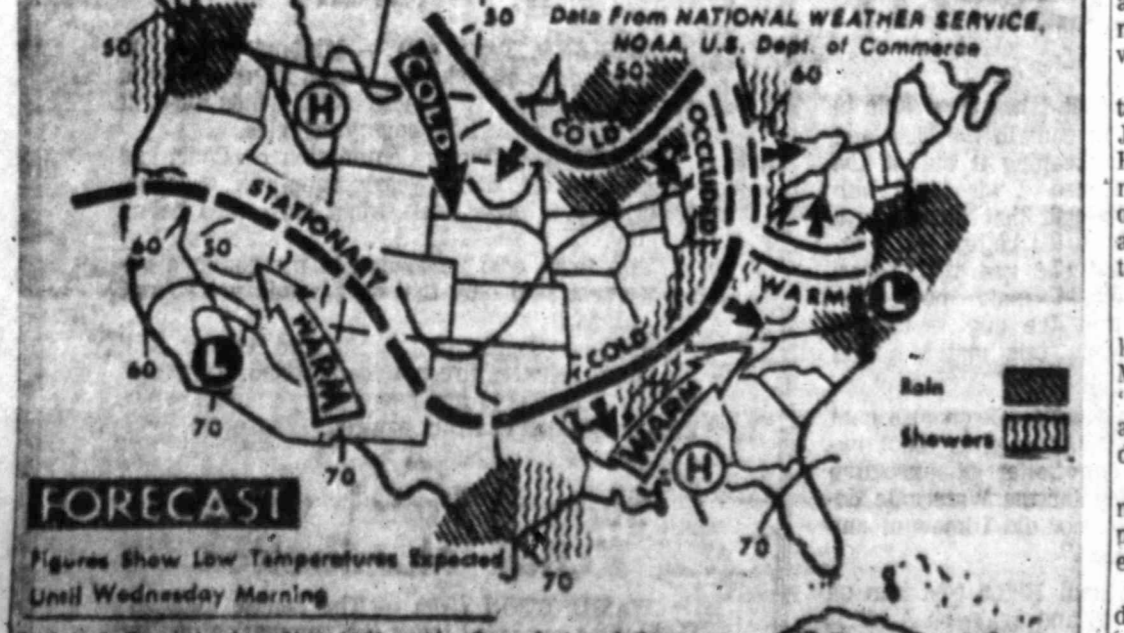 50
Data From NATIONAL WEATHER SERVICE,
NOAA, U.S. Dept. of Commerce
50
50
60
H
COLD
COLD
OCCLUDED
STATIONARY
60
50
WARM
L
L
WARM
COLD
60
WARM
70
H
70
70
70
Rain
Showers
FORECAST
Figures Show Low Temperatures Expected
Until Wednesday Morning